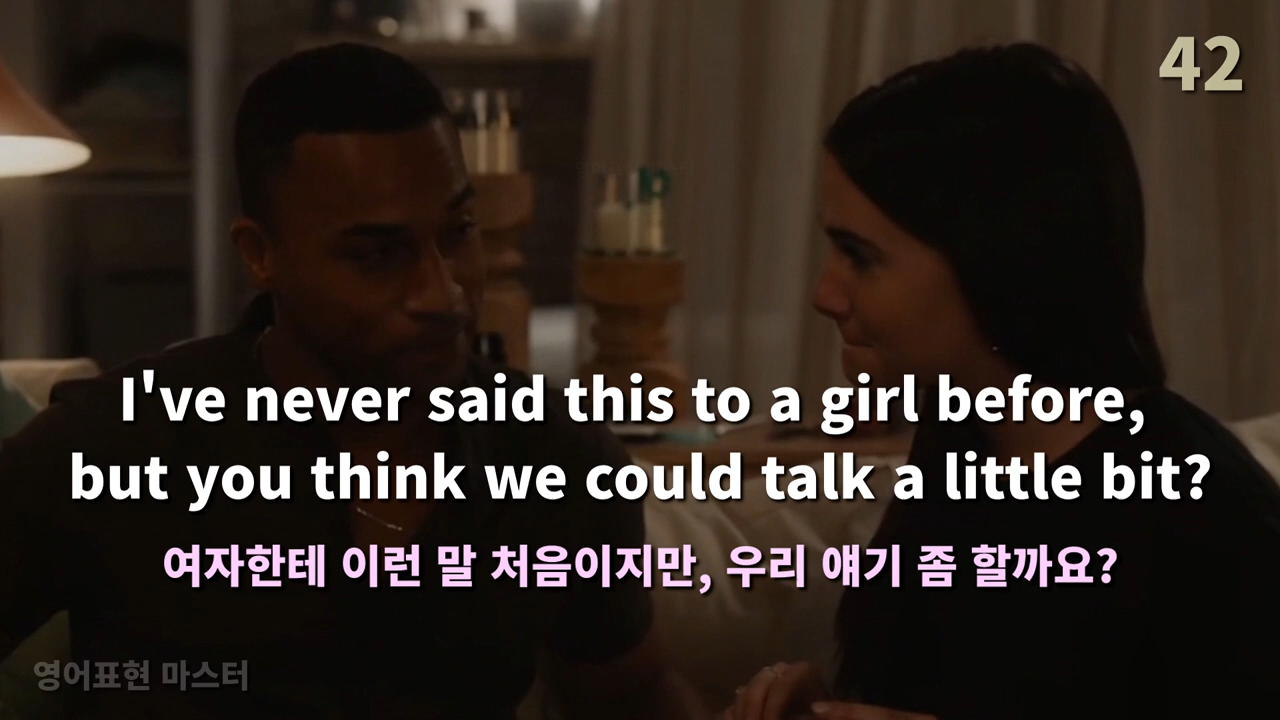 42
I've never said this to a girl before,
but you think we could talk a little bit?
여자한테 이런 말 처음이지만, 우리 얘기 좀 할까요?
영어표현 마스터